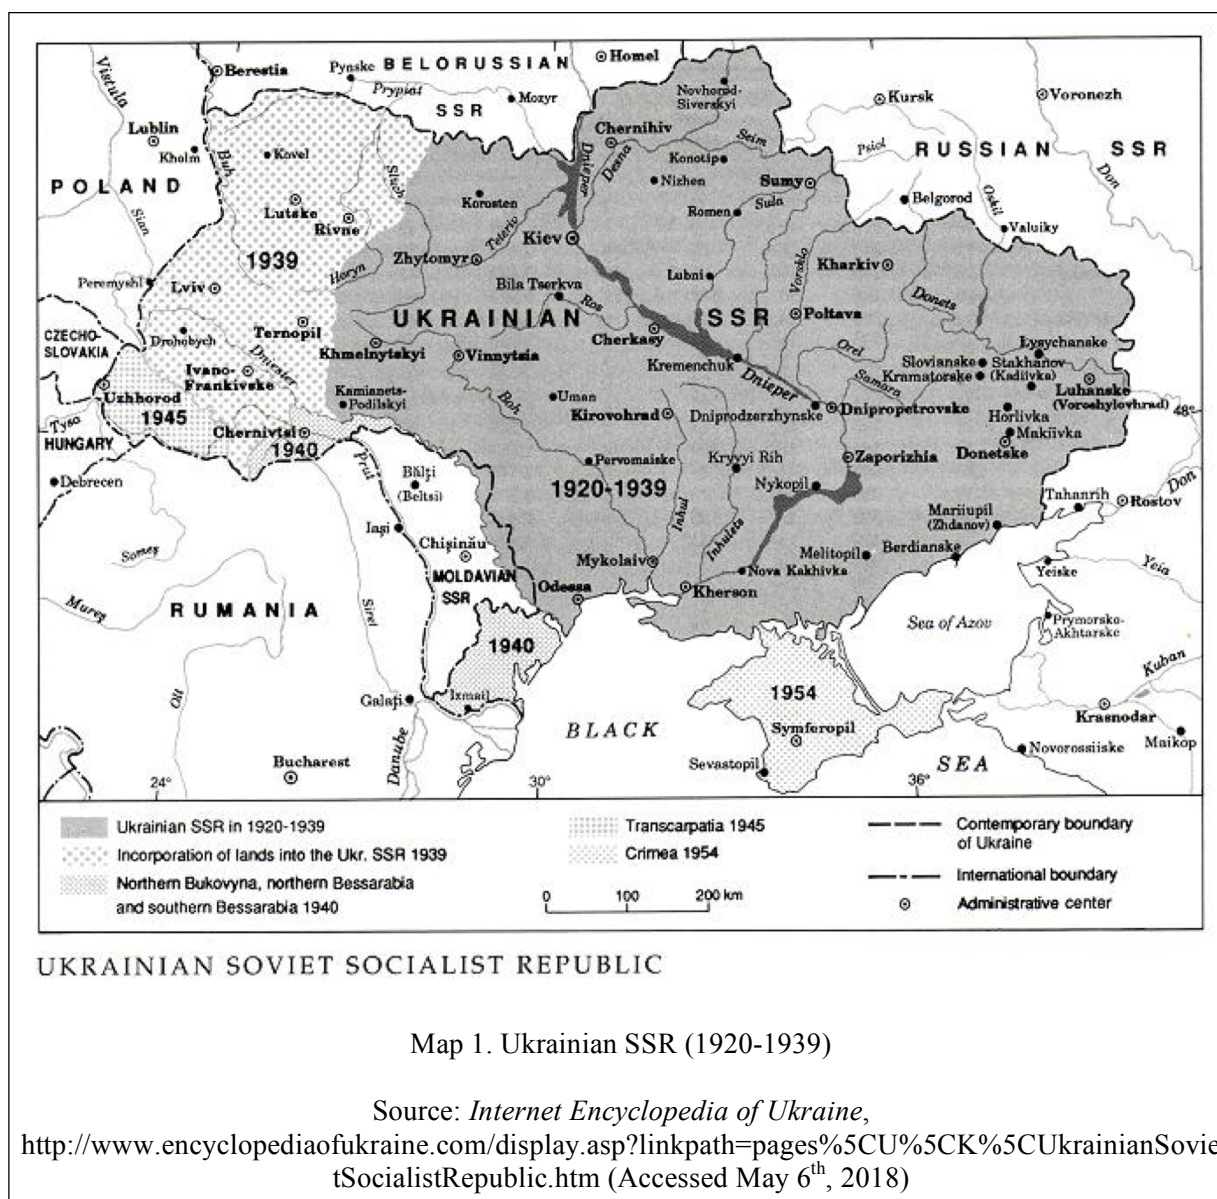 Homel
Berestia
Pynske
BELORUSSIAN
SSR
Prypiat
Mozyr
Novhorod-
Siverskyi
Kursk
Voronezh
Vistula
Lublin
Kholm
Buh
Kovel
Sluch
Chernihiv
Dnieper
Desna
Seim
Konotip
Nizhen
Psiol
RUSSIAN SSR
Don
POLAND
Sian
Lutske
Rivne
Korosten
Teteriv
Romen
Sula
Sumy
Belgorod
Oskil
Valuiky
Kiev
1939
Horyn
Zhytomyr
Lubni
Vorskla
Kharkiv
Peremyshl
Lviv
Bila Tserkva
Ros
Donets
UKRAINIAN SSR
Poltava
CZECHO-
SLOVAKIA
Drohobych
Ternopil
Dniester
Khmelnytskyi
Vinnytsia
Cherkasy
Kremenchuk
Orel
Lysychanske
Slovianske
Stakhanov
(Kadiivka)
Kramatorske
Ivano-
Frankivske
Uzhhorod
1945
Kamianets-
Podilskyi
Boh
Uman
Kirovohrad
Dnieper
Samara
Dniprodzerzhynske
Dnipropetrovske
Luhanske
(Voroshylovhrad)
48°
Horlivka
Makiivka
Donetske
Tysa
HUNGARY
Chernivtsi
1940
Debrecen
Prut
Bălţi
(Beltsi)
Pervomaiske
1920-1939
Kryvyi Rih
Zaporizhia
Nykopil
Inhul
Inhulets
Tahanrih
Don
Rostov
Mariiupil
(Zhdanov)
Iaşi
Chişinău
Someş
Mureş
RUMANIA
Siret
MOLDAVIAN
SSR
Mykolaiv
Odessa
Kherson
Nova Kakhivka
Melitopil
Berdianske
Yeiske
Yeia
Sea of Azov
Prymorsko-
Akhtarske
Kuban
1940
Olt
Galaţi
Izmail
BLACK
SEA
1954
Symferopil
Sevastopil
Krasnodar
Novorossiiske
Maikop
Bucharest
Danube
24°
30°
36°
Ukrainian SSR in 1920-1939
Incorporation of lands into the Ukr. SSR 1939
Northern Bukovyna, northern Bessarabia
and southern Bessarabia 1940
Transcarpatia 1945
Crimea 1954
0 100 200 km
Contemporary boundary
of Ukraine
International boundary
Administrative center
UKRAINIAN SOVIET SOCIALIST REPUBLIC
Map 1. Ukrainian SSR (1920-1939)
Source: Internet Encyclopedia of Ukraine,
http://www.encyclopediaofukraine.com/display.asp?linkpath=pages%5CU%5CK%5CUkrainianSovie
tSocialistRepublic.htm (Accessed May 6th, 2018)